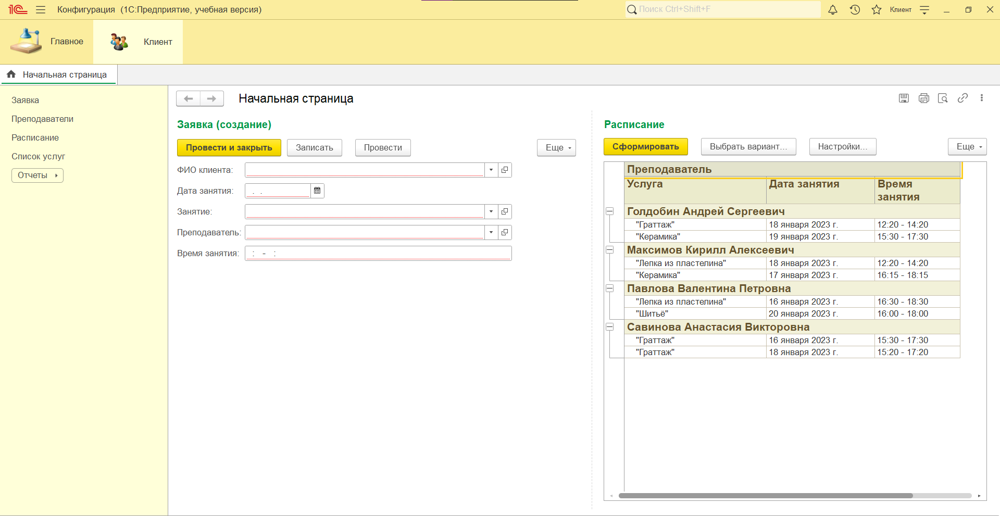 1С Конфигурация (1С:Предприятие, учебная версия)
Поиск Ctrl+Shift+F
Клиент
Главное
Клиент
Начальная страница
Заявка
Преподаватели
Расписание
Список услуг
Отчеты
Начальная страница
Заявка (создание)
Провести и закрыть
Записать
Провести
Еще
ФИО клиента:
Дата занятия: . .
Занятие:
Преподаватель:
Время занятия: : - :
Расписание
Сформировать
Выбрать вариант...
Настройки...
Еще
Преподаватель
Услуга Дата занятия Время
занятия
Голдобин Андрей Сергеевич
"Граттаж" 18 января 2023 г. 12:20 - 14:20
"Керамика" 19 января 2023 г. 15:30 - 17:30
Максимов Кирилл Алексеевич
"Лепка из пластелина" 18 января 2023 г. 12:20 - 14:20
"Керамика" 17 января 2023 г. 16:15 - 18:15
Павлова Валентина Петровна
"Лепка из пластелина" 16 января 2023 г. 16:30 - 18:30
"Шитьё" 20 января 2023 г. 16:00 - 18:00
Савинова Анастасия Викторовна
"Граттаж" 16 января 2023 г. 15:30 - 17:30
"Граттаж" 18 января 2023 г. 15:20 - 17:20